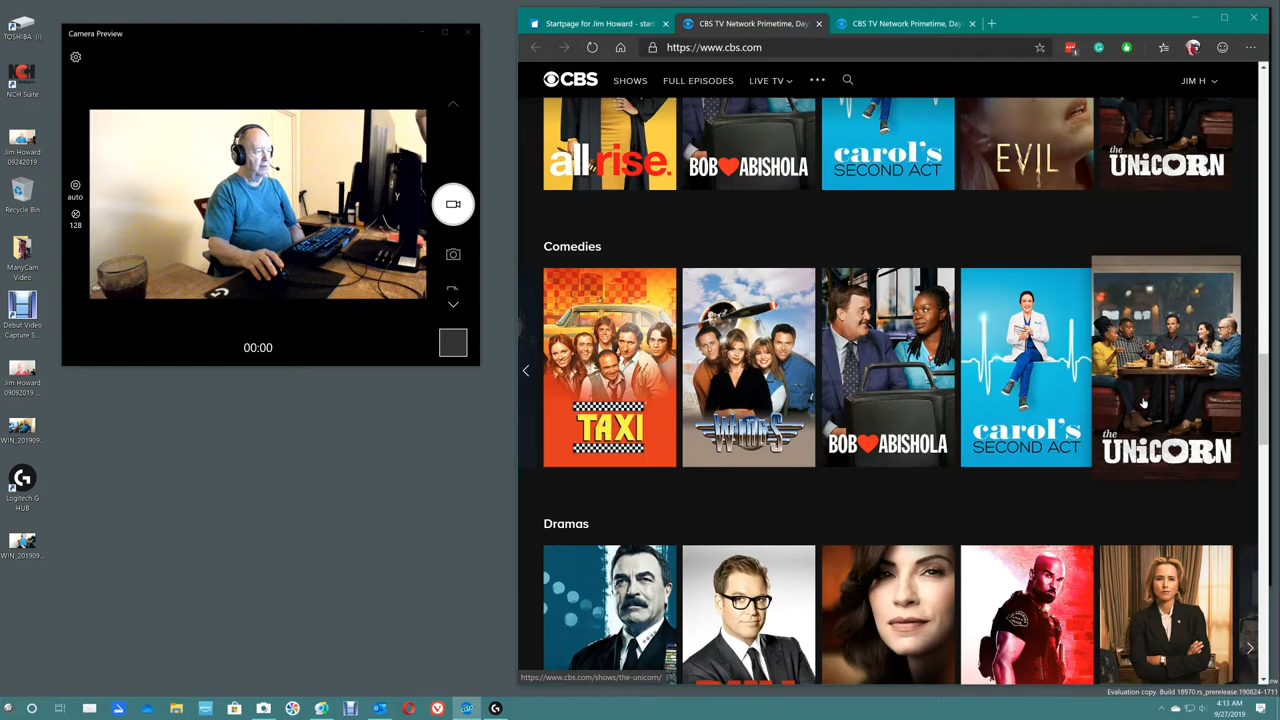 TOSHIBA (I)
NCH Suite
Jim Howard
09242019
Recycle Bin
ManyCam
Video
Debut Video
Capture S...
Jim Howard
09092019 ...
WIN_201909...
Logitech G
HUB
WIN_201909...
Camera Preview
auto
128
00:00
Startpage for Jim Howard - start
CBS TV Network Primetime, Day
CBS TV Network Primetime, Day
https://www.cbs.com
CBS
SHOWS
FULL EPISODES
LIVE TV
JIM H
all rise.
BOB ABISHOLA
carol's
SECOND ACT
EVIL
the
UNICORN
Comedies
TAXI
WINGS
BOB ABISHOLA
carol's
SECOND ACT
the
UNICORN
Dramas
https://www.cbs.com/shows/the-unicorn/
Evaluation copy. Build 18970.rs_prerelease.190824-1711
4:13 AM
9/27/2019